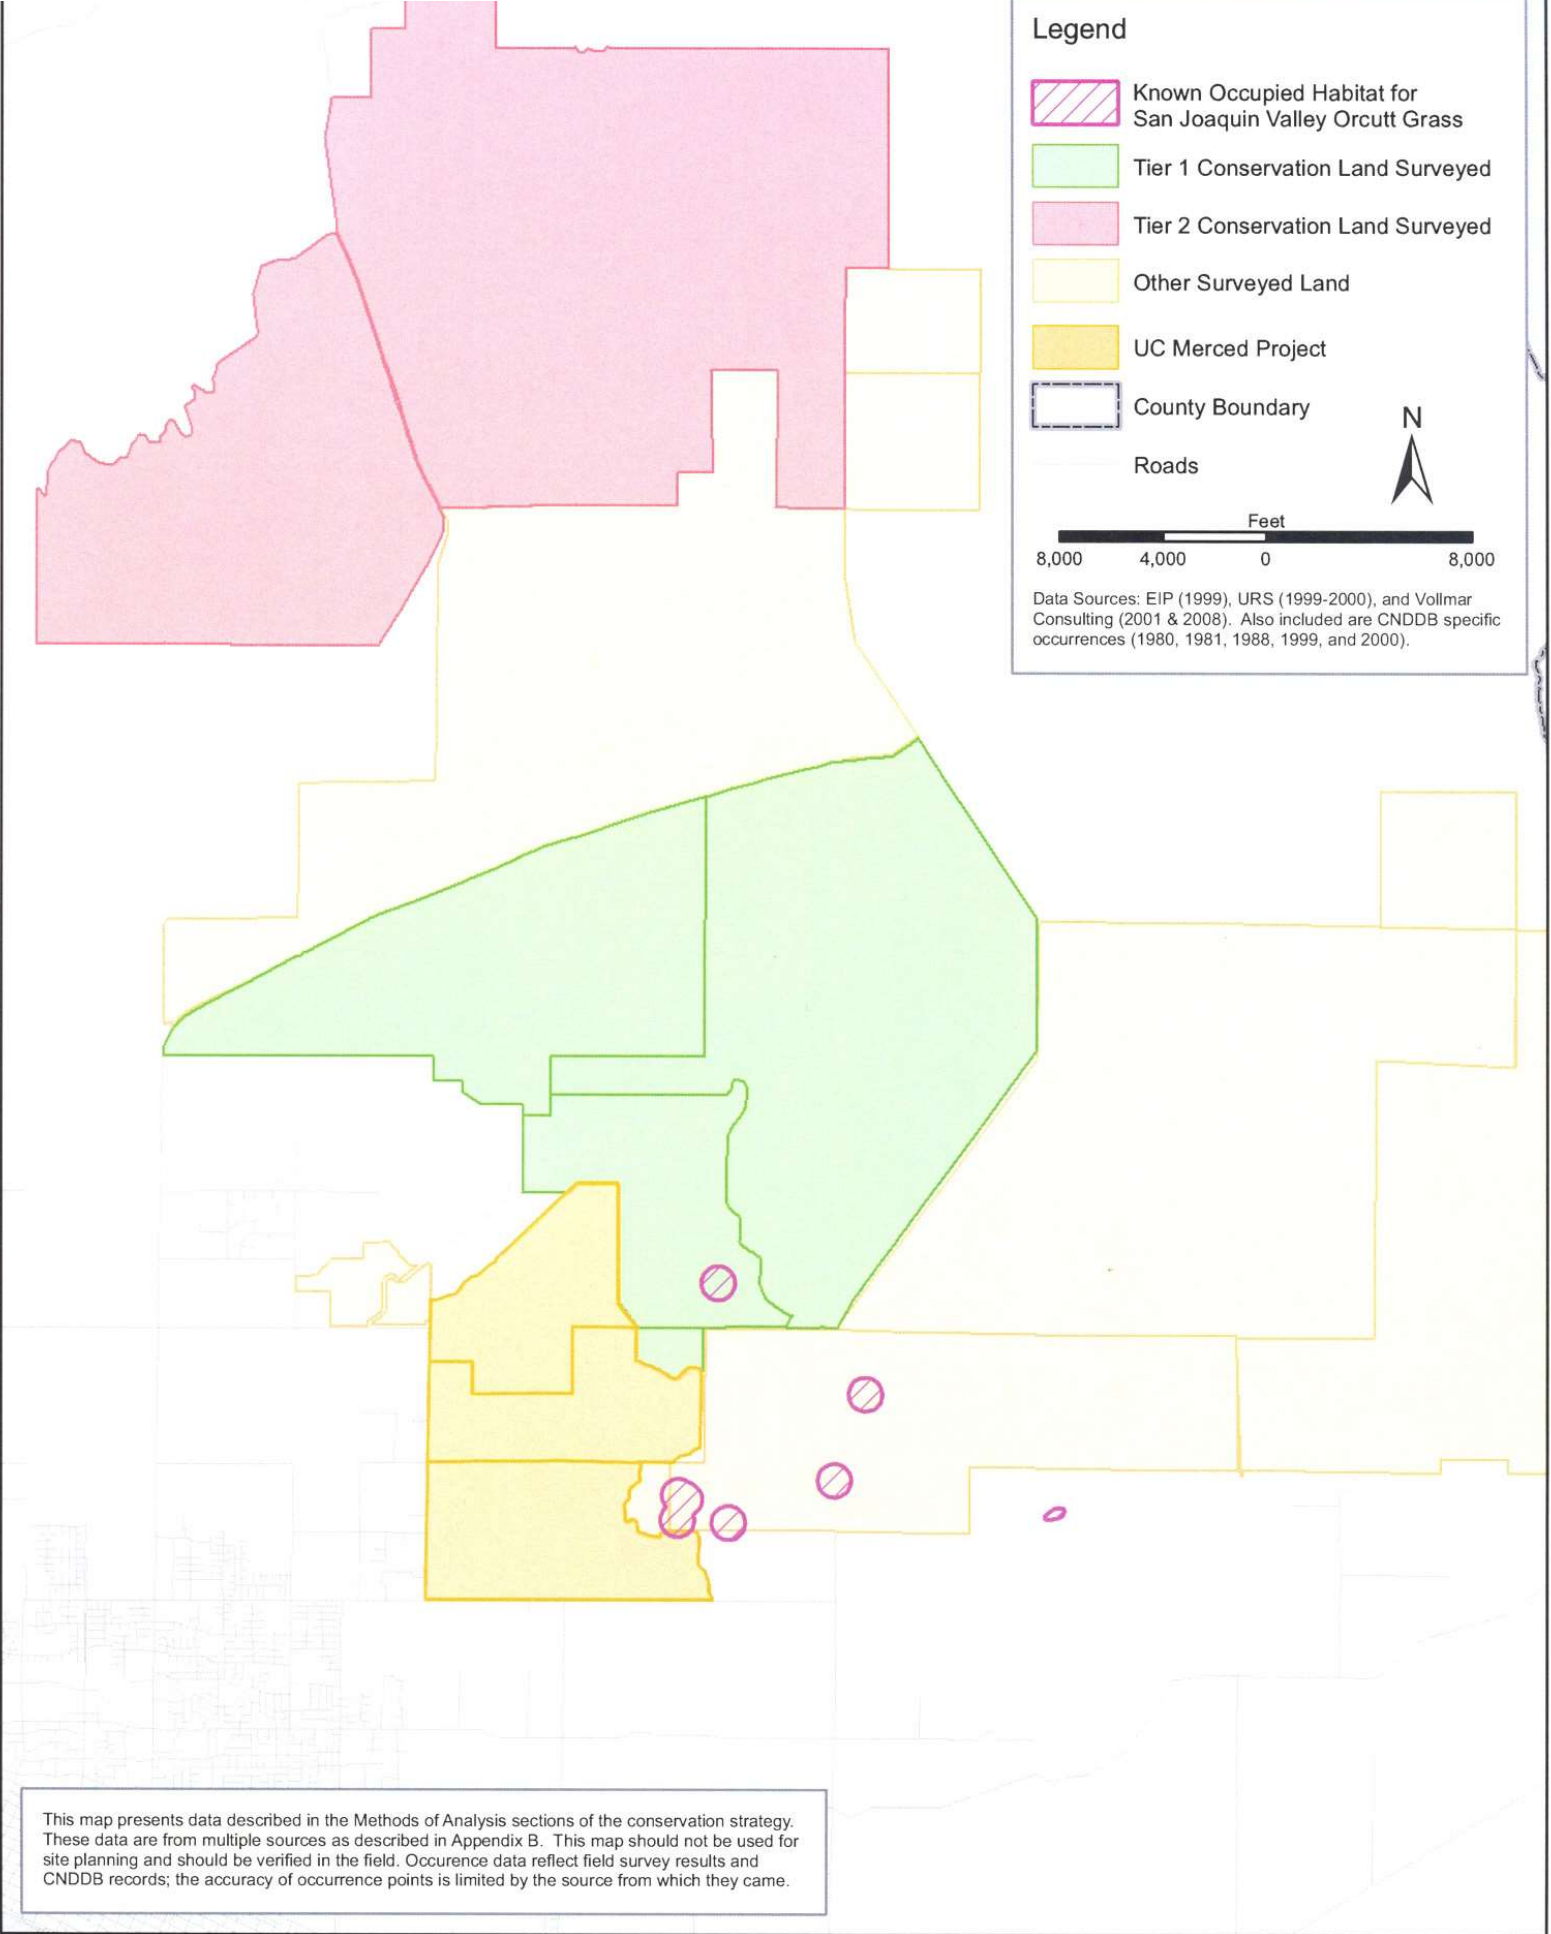 Legend
Known Occupied Habitat for
San Joaquin Valley Orcutt Grass
Tier 1 Conservation Land Surveyed
Tier 2 Conservation Land Surveyed
Other Surveyed Land
UC Merced Project
County Boundary
N
Roads
Feet
8,000 4,000 0 8,000
Data Sources: EIP (1999), URS (1999-2000), and Vollmar
Consulting (2001 & 2008). Also included are CNDDB specific
occurrences (1980, 1981, 1988, 1999, and 2000).
This map presents data described in the Methods of Analysis sections of the conservation strategy.
These data are from multiple sources as described in Appendix B. This map should not be used for
site planning and should be verified in the field. Occurence data reflect field survey results and
CNDDB records; the accuracy of occurrence points is limited by the source from which they came.